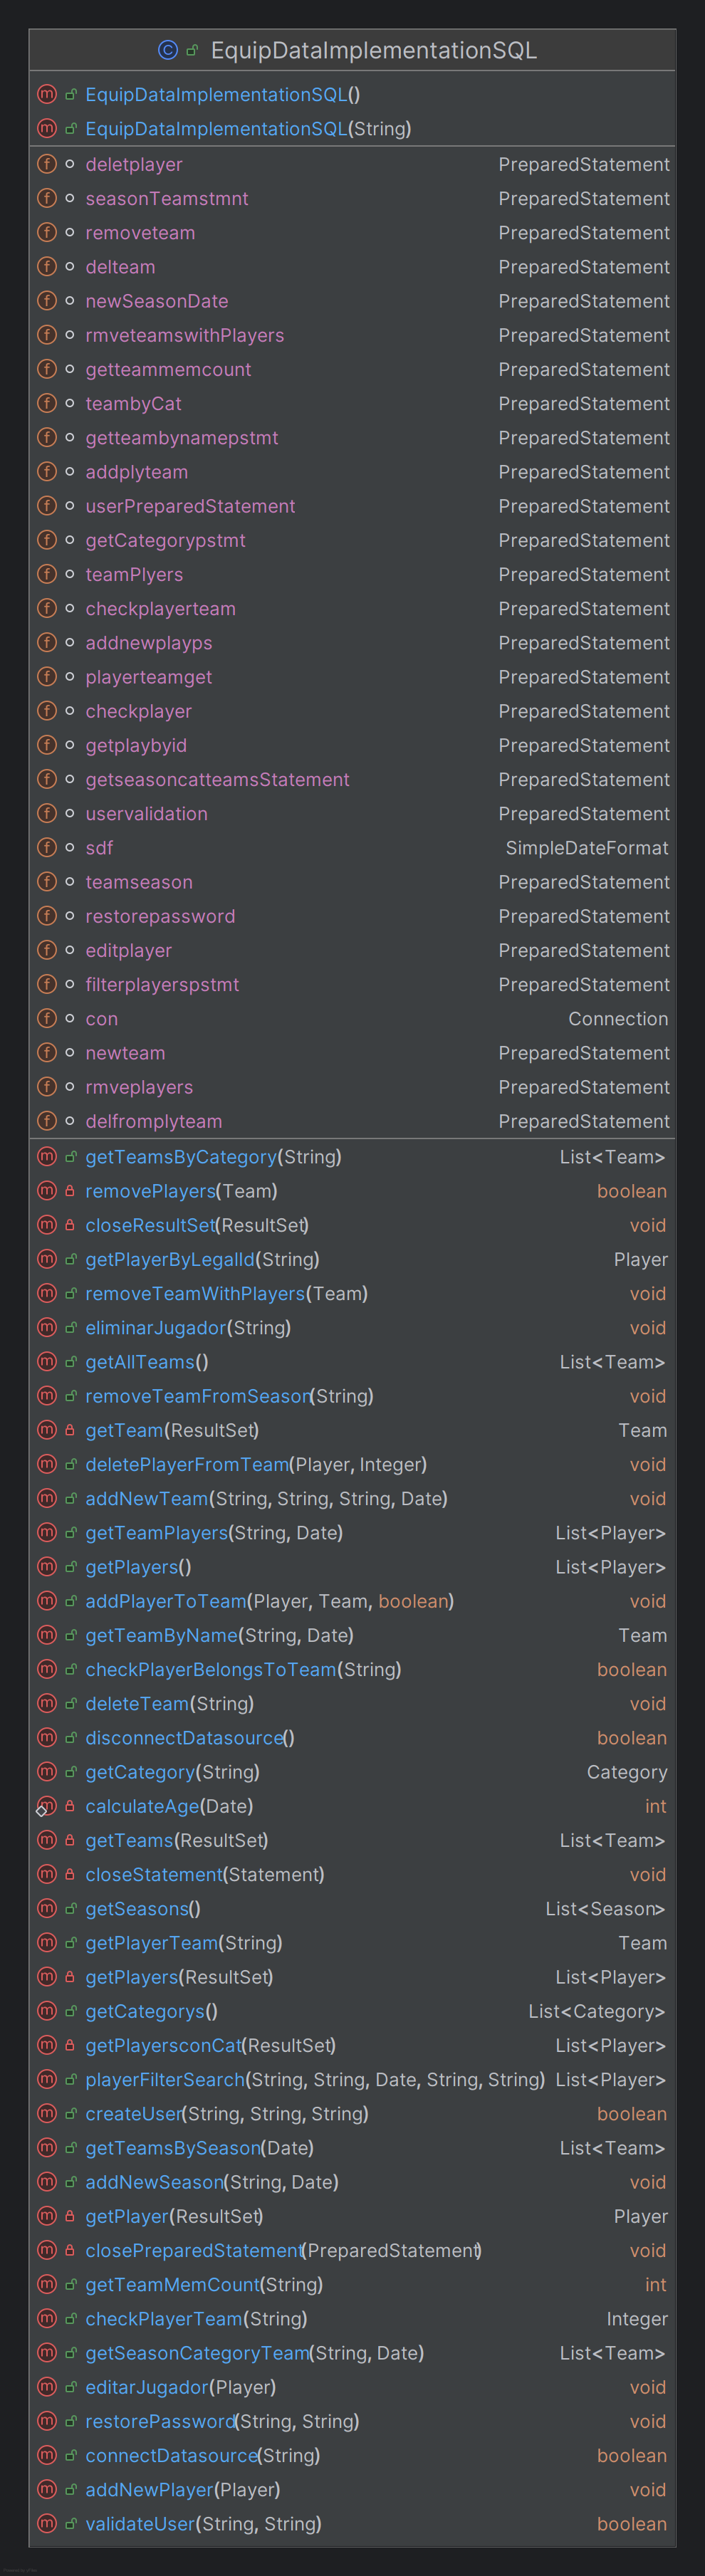 EquipDataImplementationSQL
EquipDataImplementationSQL()
EquipDataImplementationSQL(String)
deletplayer PreparedStatement
seasonTeamstmnt PreparedStatement
removeteam PreparedStatement
delteam PreparedStatement
newSeasonDate PreparedStatement
rmveteamswithPlayers PreparedStatement
getteammemcount PreparedStatement
teambyCat PreparedStatement
getteambynamepstmt PreparedStatement
addplyteam PreparedStatement
userPreparedStatement PreparedStatement
getCategorypstmt PreparedStatement
teamPlyers PreparedStatement
checkplayerteam PreparedStatement
addnewplayps PreparedStatement
playerteamget PreparedStatement
checkplayer PreparedStatement
getplaybyid PreparedStatement
getseasoncatteamsStatement PreparedStatement
uservalidation PreparedStatement
sdf SimpleDateFormat
teamseason PreparedStatement
restorepassword PreparedStatement
editplayer PreparedStatement
filterplayerspstmt PreparedStatement
con Connection
newteam PreparedStatement
rmveplayers PreparedStatement
delfromplyteam PreparedStatement
getTeamsByCategory(String) List<Team>
removePlayers(Team) boolean
closeResultSet(ResultSet) void
getPlayerByLegalId(String) Player
removeTeamWithPlayers(Team) void
eliminarJugador(String) void
getAllTeams() List<Team>
removeTeamFromSeason(String) void
getTeam(ResultSet) Team
deletePlayerFromTeam(Player, Integer) void
addNewTeam(String, String, String, Date) void
getTeamPlayers(String, Date) List<Player>
getPlayers() List<Player>
addPlayerToTeam(Player, Team, boolean) void
getTeamByName(String, Date) Team
checkPlayerBelongsToTeam(String) boolean
deleteTeam(String) void
disconnectDatasource() boolean
getCategory(String) Category
calculateAge(Date) int
getTeams(ResultSet) List<Team>
closeStatement(Statement) void
getSeasons() List<Season>
getPlayerTeam(String) Team
getPlayers(ResultSet) List<Player>
getCategorys() List<Category>
getPlayersconCat(ResultSet) List<Player>
playerFilterSearch(String, String, Date, String, String) List<Player>
createUser(String, String, String) boolean
getTeamsBySeason(Date) List<Team>
addNewSeason(String, Date) void
getPlayer(ResultSet) Player
closePreparedStatement(PreparedStatement) void
getTeamMemCount(String) int
checkPlayerTeam(String) Integer
getSeasonCategoryTeam(String, Date) List<Team>
editarJugador(Player) void
restorePassword(String, String) void
connectDatasource(String) boolean
addNewPlayer(Player) void
validateUser(String, String) boolean